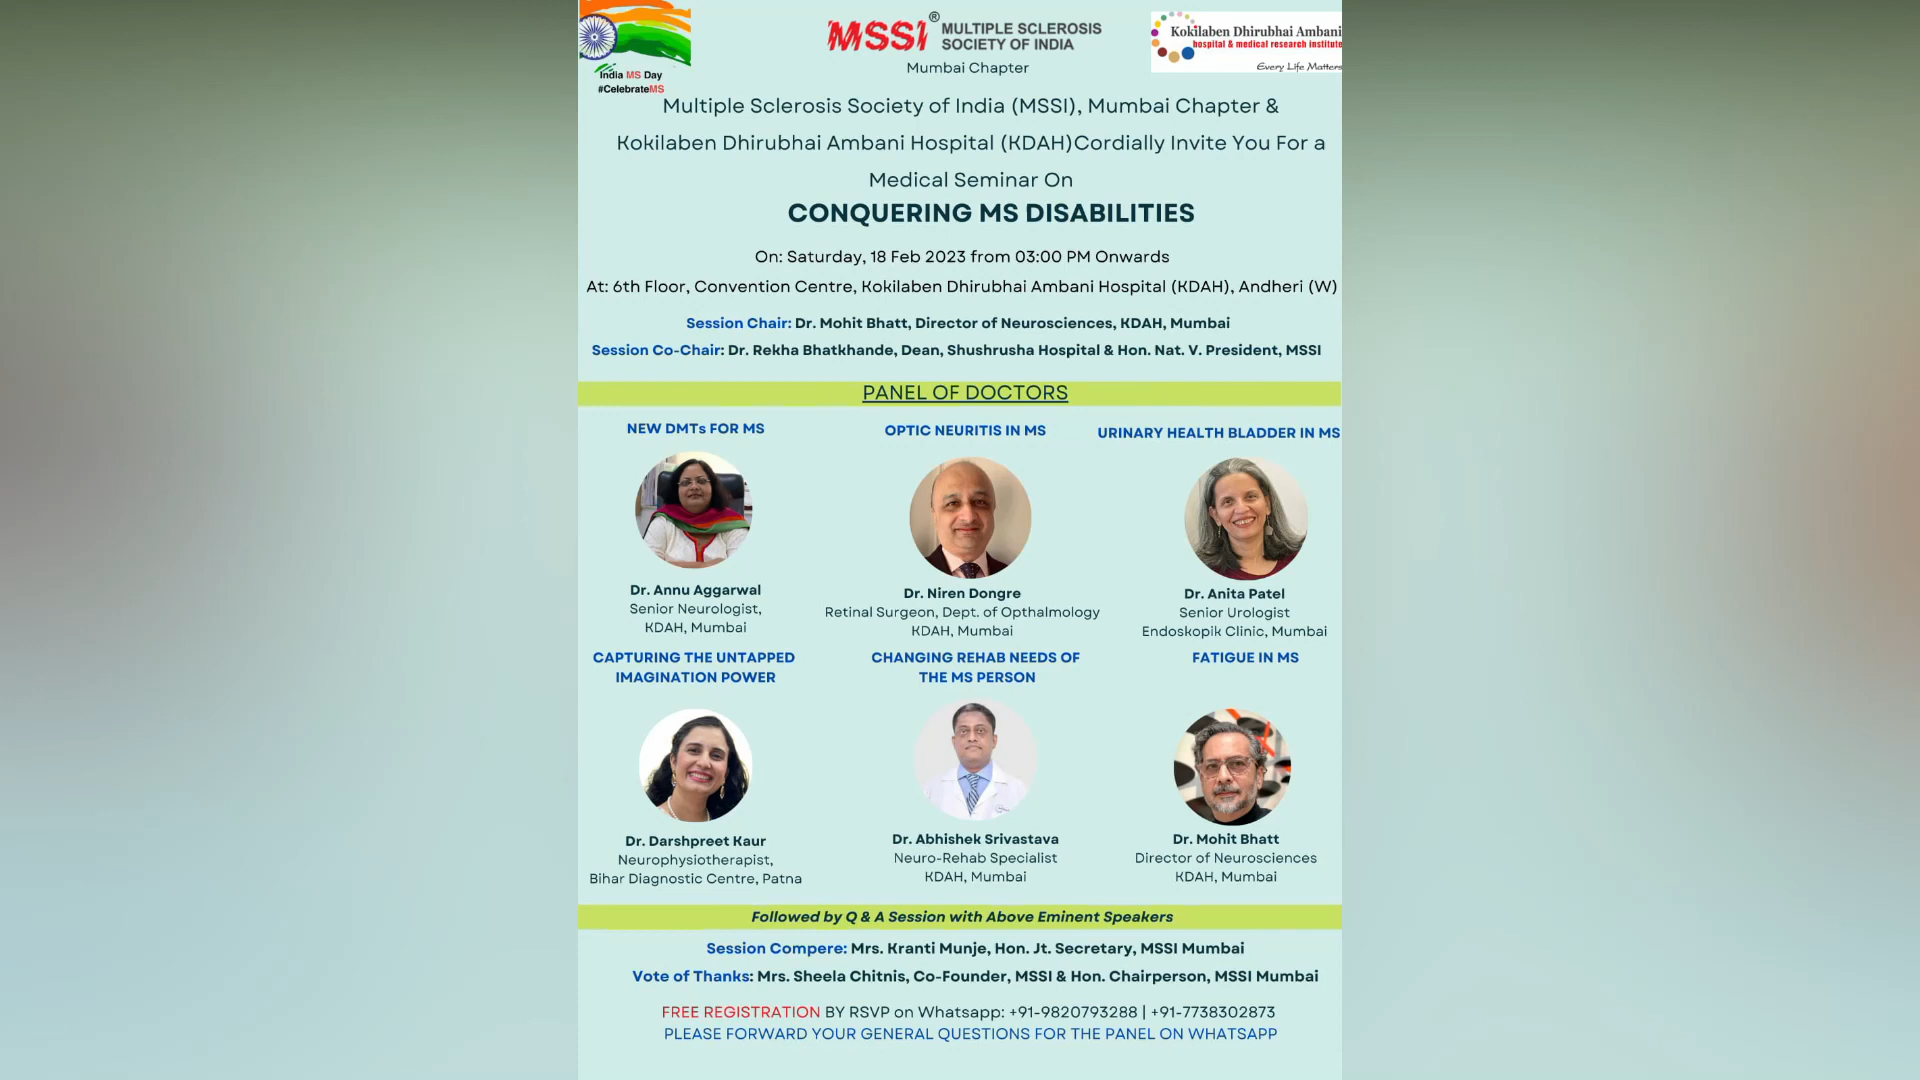 India MS Day
#CelebrateMS
MSSI® MULTIPLE SCLEROSIS
SOCIETY OF INDIA
Mumbai Chapter
Kokilaben Dhirubhai Ambani
hospital & medical research institute
Every Life Matters
Multiple Sclerosis Society of India (MSSI), Mumbai Chapter &
Kokilaben Dhirubhai Ambani Hospital (KDAH)Cordially Invite You For a
Medical Seminar On
CONQUERING MS DISABILITIES
On: Saturday, 18 Feb 2023 from 03:00 PM Onwards
At: 6th Floor, Convention Centre, Kokilaben Dhirubhai Ambani Hospital (KDAH), Andheri (W)
Session Chair: Dr. Mohit Bhatt, Director of Neurosciences, KDAH, Mumbai
Session Co-Chair: Dr. Rekha Bhatkhande, Dean, Shushrusha Hospital & Hon. Nat. V. President, MSSI
PANEL OF DOCTORS
NEW DMTs FOR MS
Dr. Annu Aggarwal
Senior Neurologist,
KDAH, Mumbai
OPTIC NEURITIS IN MS
Dr. Niren Dongre
Retinal Surgeon, Dept. of Opthalmology
KDAH, Mumbai
URINARY HEALTH BLADDER IN MS
Dr. Anita Patel
Senior Urologist
Endoskopik Clinic, Mumbai
CAPTURING THE UNTAPPED
IMAGINATION POWER
Dr. Darshpreet Kaur
Neurophysiotherapist,
Bihar Diagnostic Centre, Patna
CHANGING REHAB NEEDS OF
THE MS PERSON
Dr. Abhishek Srivastava
Neuro-Rehab Specialist
KDAH, Mumbai
FATIGUE IN MS
Dr. Mohit Bhatt
Director of Neurosciences
KDAH, Mumbai
Followed by Q & A Session with Above Eminent Speakers
Session Compere: Mrs. Kranti Munje, Hon. Jt. Secretary, MSSI Mumbai
Vote of Thanks: Mrs. Sheela Chitnis, Co-Founder, MSSI & Hon. Chairperson, MSSI Mumbai
FREE REGISTRATION BY RSVP on Whatsapp: +91-9820793288 | +91-7738302873
PLEASE FORWARD YOUR GENERAL QUESTIONS FOR THE PANEL ON WHATSAPP